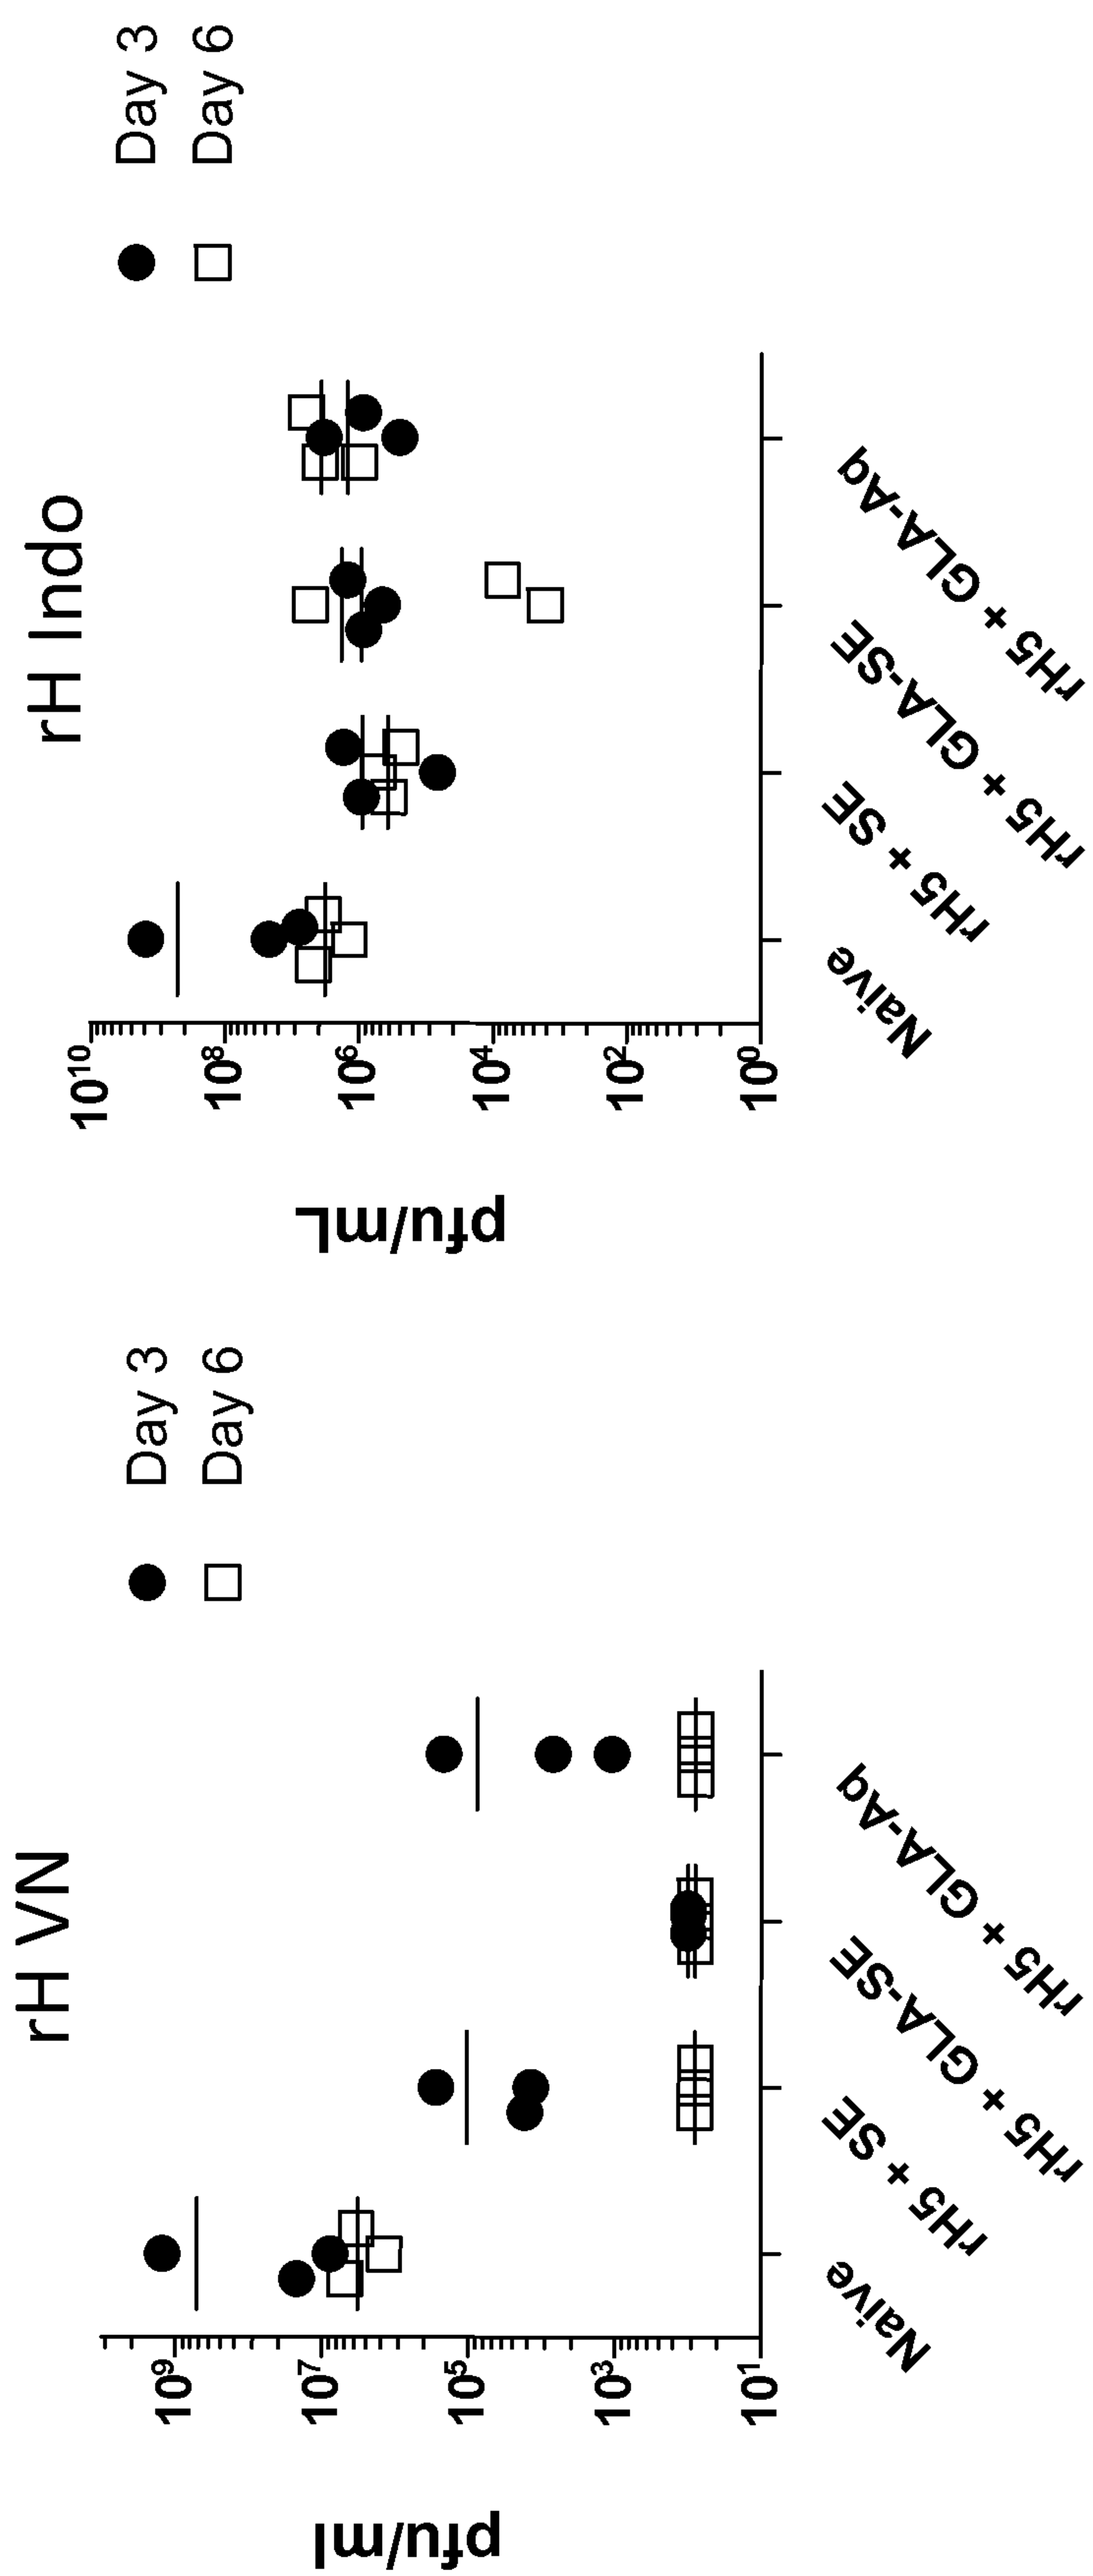 rH VN
Day 3
Day 6
pfu/ml
10^9
10^7
10^5
10^3
10^1
Naive
rH5 + SE
rH5 + GLA-SE
rH5 + GLA-Aq
rH Indo
Day 3
Day 6
pfu/mL
10^10
10^8
10^6
10^4
10^2
10^0
Naive
rH5 + SE
rH5 + GLA-SE
rH5 + GLA-Aq